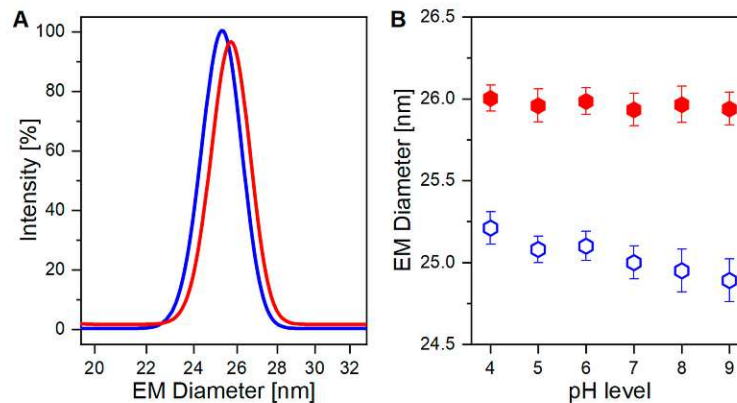 A
Intensity [%]
100
80
60
40
20
0
20 22 24 26 28 30 32
EM Diameter [nm]
B
EM Diameter [nm]
26.5
26.0
25.5
25.0
24.5
4 5 6 7 8 9
pH level